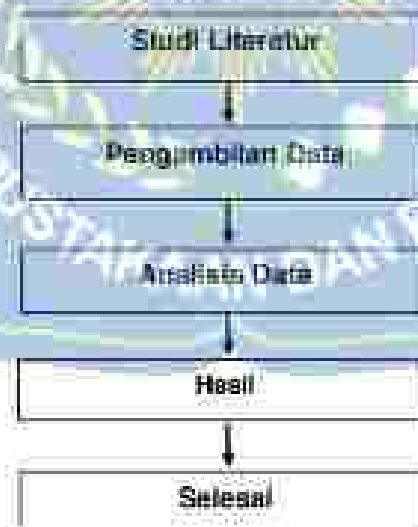 Studi Literatur
Pengambilan Data
Analisis Data
Hasil
Selesai